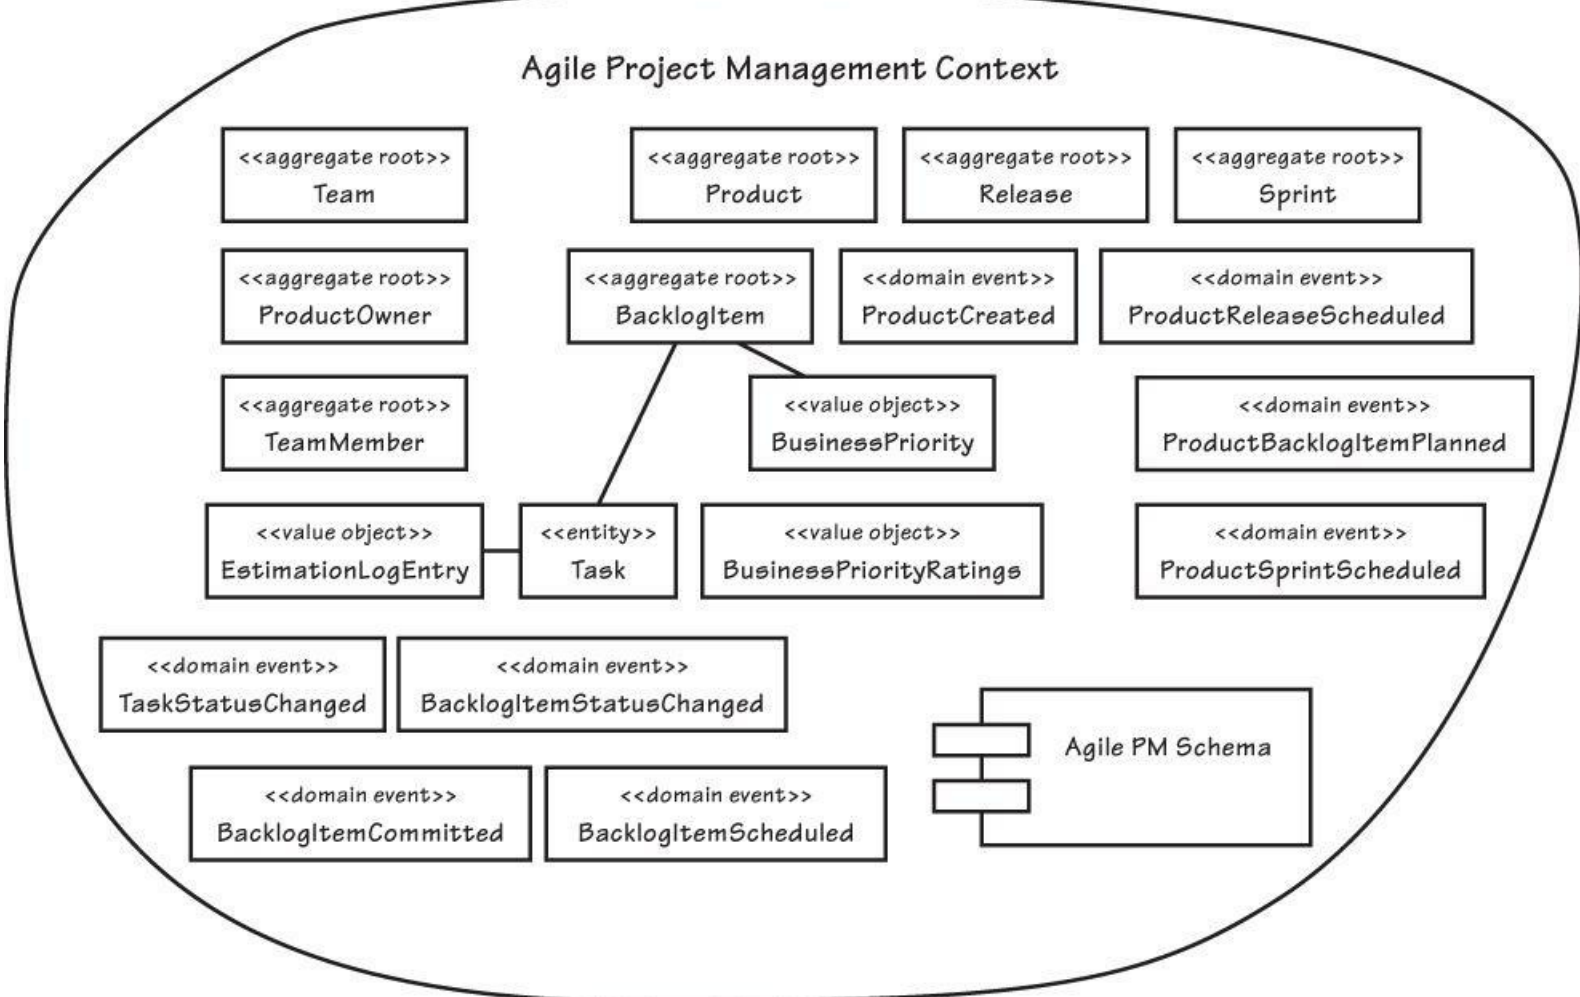 Agile Project Management Context
<<aggregate root>>
Team
<<aggregate root>>
Product
<<aggregate root>>
Release
<<aggregate root>>
Sprint
<<aggregate root>>
ProductOwner
<<aggregate root>>
BacklogItem
<<domain event>>
ProductCreated
<<domain event>>
ProductReleaseScheduled
<<aggregate root>>
TeamMember
<<value object>>
BusinessPriority
<<domain event>>
ProductBacklogItemPlanned
<<value object>>
EstimationLogEntry
<<entity>>
Task
<<value object>>
BusinessPriorityRatings
<<domain event>>
ProductSprintScheduled
<<domain event>>
TaskStatusChanged
<<domain event>>
BacklogItemStatusChanged
Agile PM Schema
<<domain event>>
BacklogItemCommitted
<<domain event>>
BacklogItemScheduled